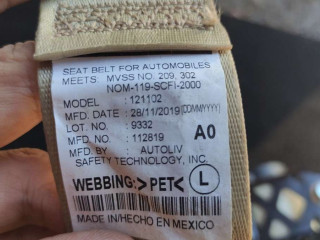 SEAT BELT FOR AUTOMOBILES
MEETS MVSS NO. 209, 302
NOM-119-SCFI-2000
MODEL : 121102
MFD. DATE : 28/11/2019 (DDMMYYYY)
LOT. NO. : 9332
MFD. NO. : 112819 A0
MFD. BY : AUTOLIV
SAFETY TECHNOLOGY, INC.
WEBBING:>PET< L
MADE IN/HECHO EN MEXICO